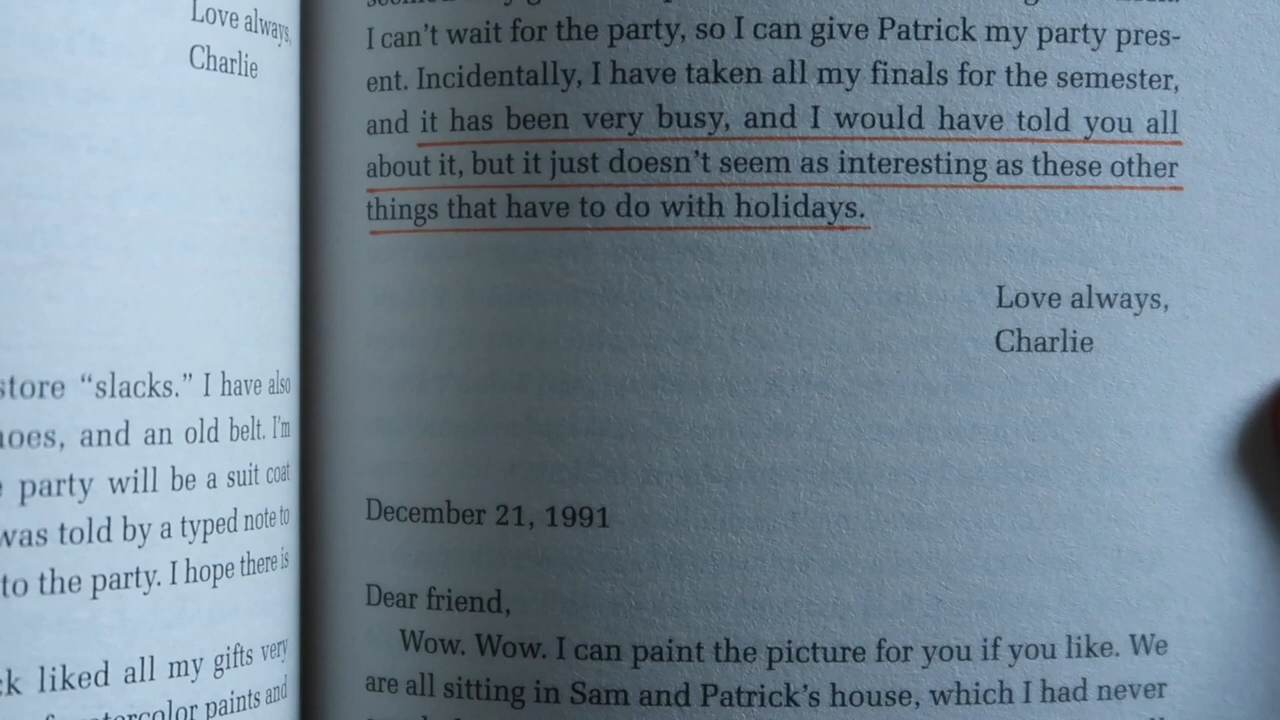 Love always,
Charlie
store “slacks.” I have also
and an old belt. I'm
party will be a suit coat
was told by a typed note to
to the party. I hope there is
liked all my gifts very
paints and
I can't wait for the party, so I can give Patrick my party pres-
ent. Incidentally, I have taken all my finals for the semester,
and it has been very busy, and I would have told you all
about it, but it just doesn't seem as interesting as these other
things that have to do with holidays.
Love always,
Charlie
December 21, 1991
Dear friend,
Wow. Wow. I can paint the picture for you if you like. We
are all sitting in Sam and Patrick's house, which I had never